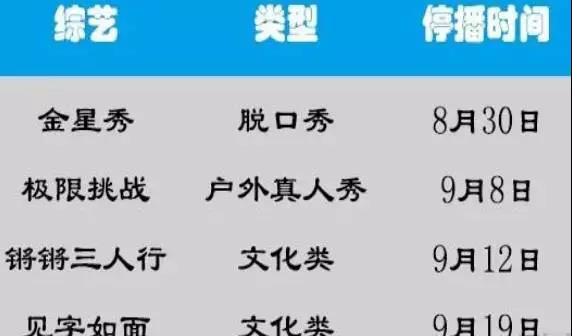 综艺 类型 停播时间
金星秀 脱口秀 8月30日
极限挑战 户外真人秀 9月8日
锵锵三人行 文化类 9月12日
见字如面 文化类 9月19日